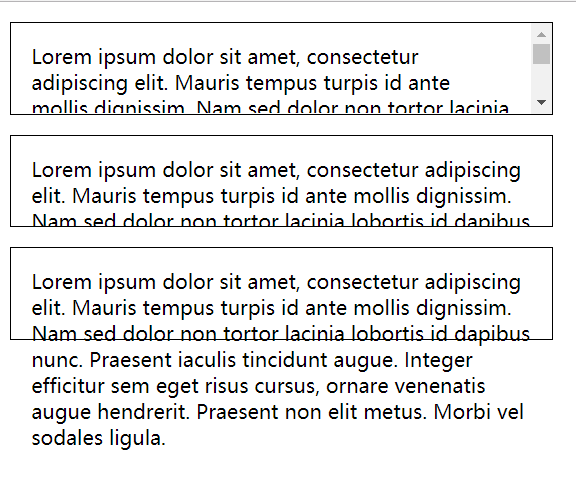 Lorem ipsum dolor sit amet, consectetur
adipiscing elit. Mauris tempus turpis id ante
mollis dignissim. Nam sed dolor non tortor lacinia
Lorem ipsum dolor sit amet, consectetur adipiscing
elit. Mauris tempus turpis id ante mollis dignissim.
Nam sed dolor non tortor lacinia lobortis id dapibus
Lorem ipsum dolor sit amet, consectetur adipiscing
elit. Mauris tempus turpis id ante mollis dignissim.
Nam sed dolor non tortor lacinia lobortis id dapibus
nunc. Praesent iaculis tincidunt augue. Integer
efficitur sem eget risus cursus, ornare venenatis
augue hendrerit. Praesent non elit metus. Morbi vel
sodales ligula.